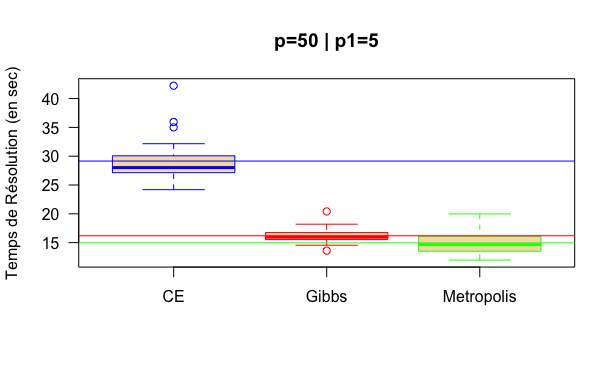 p=50 | p1=5
Temps de Résolution (en sec)
40
35
30
25
20
15
CE Gibbs Metropolis